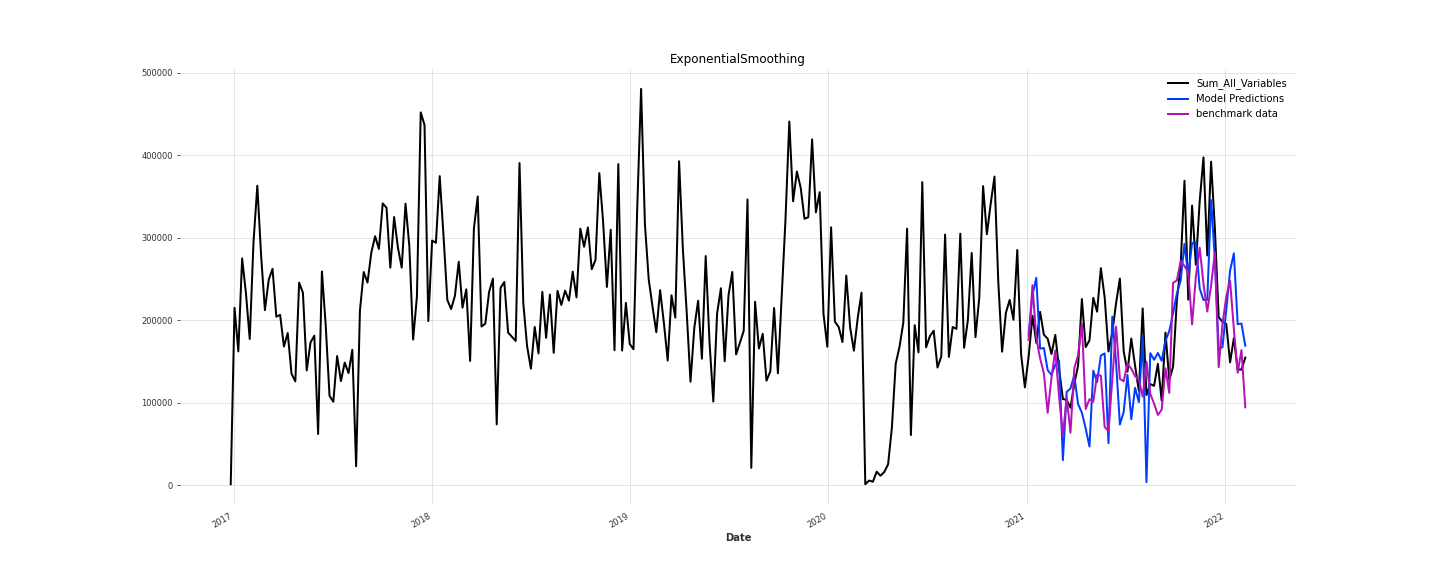 ExponentialSmoothing
Sum_All_Variables
Model Predictions
benchmark data
500000
400000
300000
200000
100000
0
2017 2018 2019 2020 2021 2022
Date